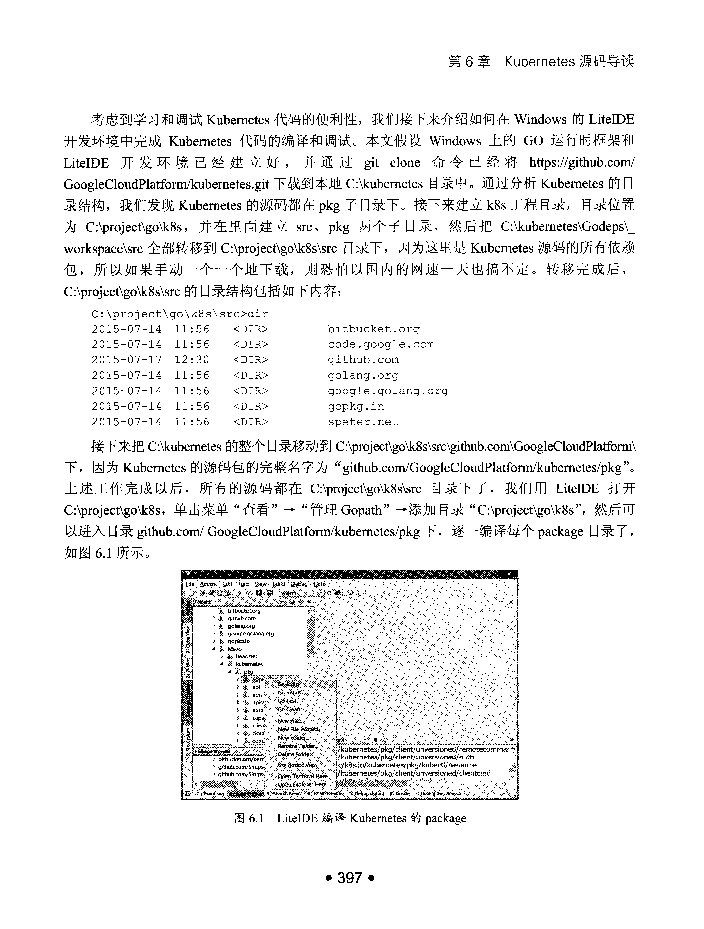 第 6 章 Kubernetes 源码导读
考虑到学习和调试 Kubernetes 代码的便利性，我们接下来介绍如何在 Windows 的 LiteIDE
开发环境中完成 Kubernetes 代码的编译和调试。本文假设 Windows 上的 GO 运行时框架和
LiteIDE 开发环境已经建立好，并通过 git clone 命令已经将 https://github.com/
GoogleCloudPlatform/kubernetes.git 下载到本地 C:\kubernetes 目录中。通过分析 Kubernetes 的目
录结构，我们发现 Kubernetes 的源码都在 pkg 子目录下。接下来建立 k8s 工程目录，目录位置
为 C:\project\go\k8s，并在里面建立 src、pkg 两个子目录，然后把 C:\kubernetes\Godeps\_
workspace\src 全部转移到 C:\project\go\k8s\src 目录下，因为这里是 Kubernetes 源码的所有依赖
包，所以如果手动一个一个地下载，则恐怕以国内的网速一天也搞不定。转移完成后，
C:\project\go\k8s\src 的目录结构包括如下内容：
C:\project\go\k8s\src>dir
2015-07-14 11:56 <DIR> bitbucket.org
2015-07-14 11:56 <DIR> code.google.com
2015-07-17 12:30 <DIR> github.com
2015-07-14 11:56 <DIR> golang.org
2015-07-14 11:56 <DIR> google.golang.org
2015-07-14 11:56 <DIR> gopkg.in
2015-07-14 11:56 <DIR> speter.net
接下来把 C:\kubernetes 的整个目录移动到 C:\project\go\k8s\src\github.com\GoogleCloudPlatform\
下，因为 Kubernetes 的源码包的完整名字为“github.com/GoogleCloudPlatform/kubernetes/pkg”。
上述工作完成以后，所有的源码都在 C:\project\go\k8s\src 目录下了，我们用 LiteIDE 打开
C:\project\go\k8s，单击菜单“查看”→“管理 Gopath”→添加目录“C:\project\go\k8s”，然后可
以进入目录 github.com/ GoogleCloudPlatform/kubernetes/pkg 下，逐一编译每个 package 目录了，
如图 6.1 所示。
bitbucket.org
github.com
golang.org
google.golang.org
kubernetes
pkg
图 6.1 LiteIDE 编译 Kubernetes 的 package
• 397 •